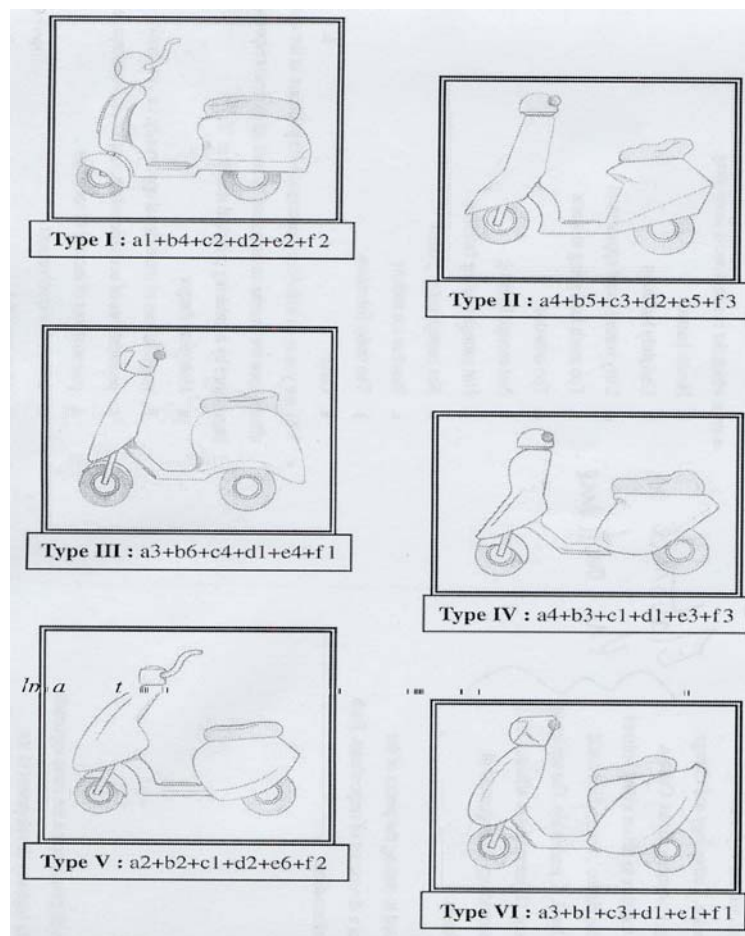 Type I : a1+b4+c2+d2+e2+f2
Type II : a4+b5+c3+d2+e5+f3
Type III : a3+b6+c4+d1+e4+f1
Type IV : a4+b3+c1+d1+e3+f3
a t
Type V : a2+b2+c1+d2+e6+f2
Type VI : a3+b1+c3+d1+e1+f1